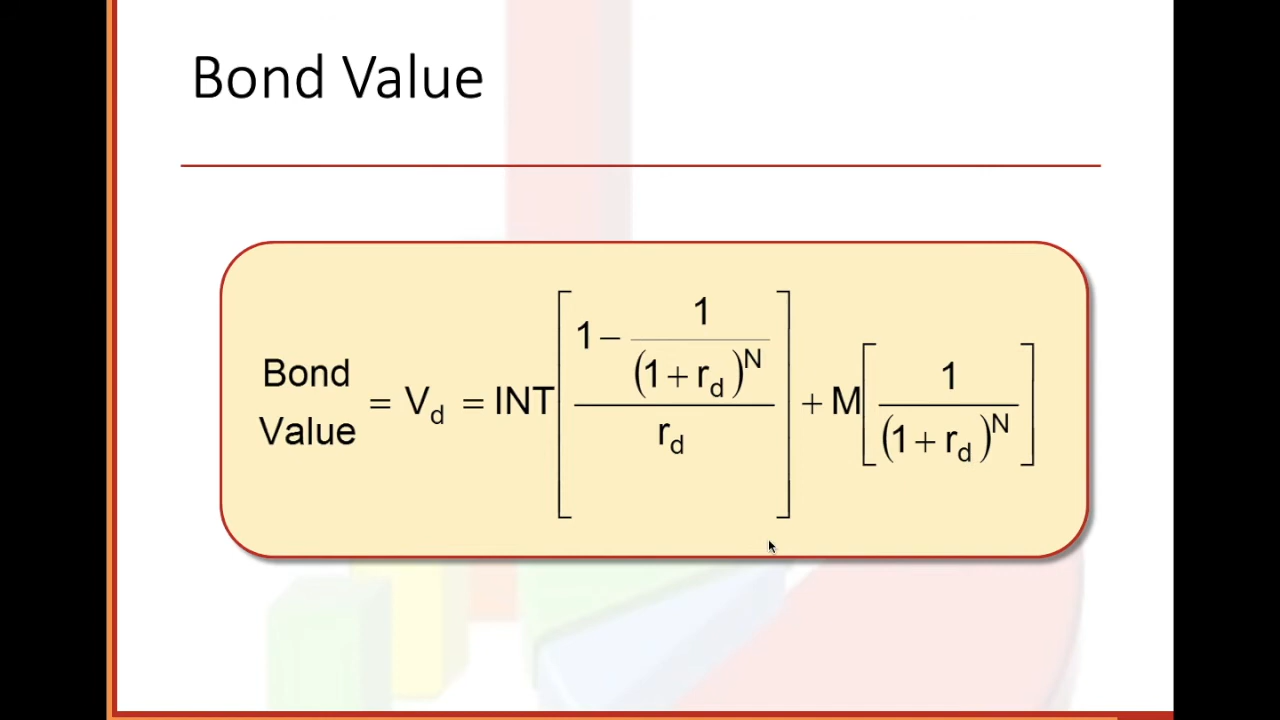 Bond Value
Bond Value = V_d = INT[(1 − 1/(1 + r_d)^N)/r_d] + M[1/(1 + r_d)^N]